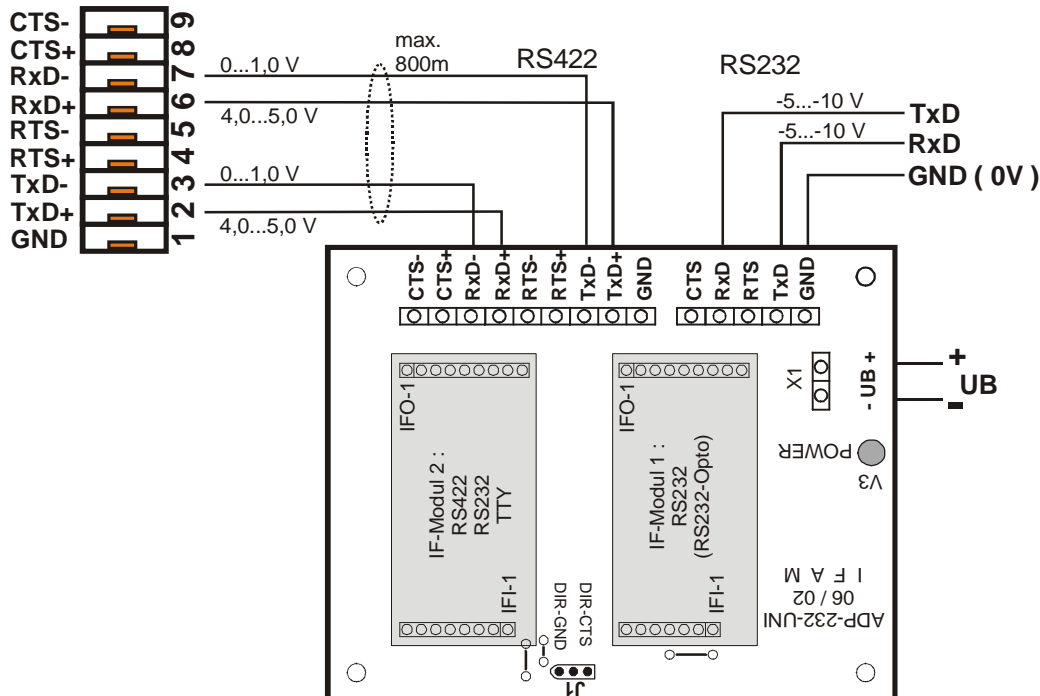 CTS- 9
CTS+ 8
RxD- 7
RxD+ 6
RTS- 5
RTS+ 4
TxD- 3
TxD+ 2
GND 1
0...1,0 V
4,0...5,0 V
0...1,0 V
4,0...5,0 V
max.
800m
RS422
RS232
-5...-10 V
TxD
-5...-10 V
RxD
GND ( 0V )
CTS-
CTS+
RxD-
RxD+
RTS-
RTS+
TxD-
TxD+
GND
CTS
RxD
RTS
TxD
GND
IFO-1
IF-Modul 2 :
RS422
RS232
TTY
IFI-1
IFO-1
IF-Modul 1 :
RS232
(RS232-Opto)
IFI-1
X1
- UB +
+
UB
-
POWER
V3
I F A M
06 / 02
ADP-232-UNI
DIR-CTS
DIR-GND
J1